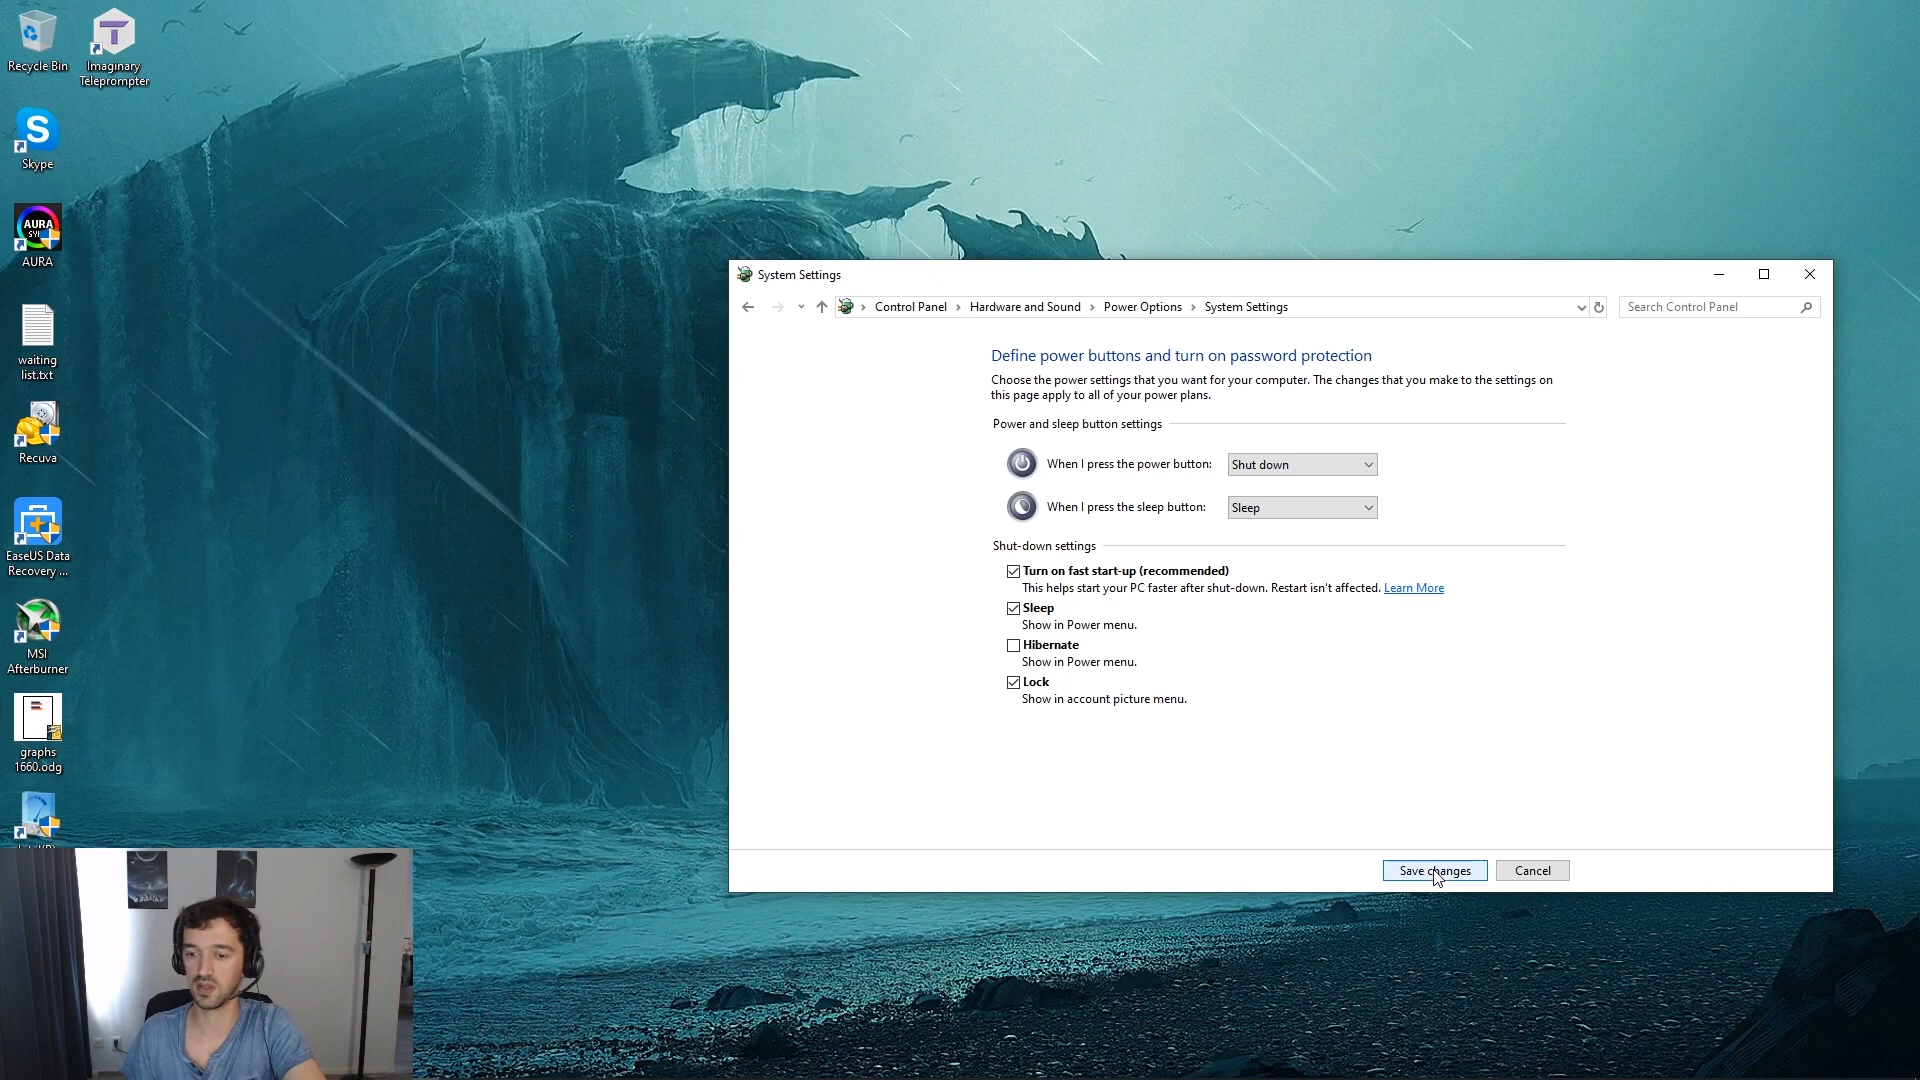 Recycle Bin
Imaginary
Teleprompter
Skype
AURA
SY
AURA
waiting
list.txt
Recuva
EaseUS Data
Recovery ...
MSI
Afterburner
graphs
1660.odg
System Settings
Control Panel > Hardware and Sound > Power Options > System Settings
Search Control Panel
Define power buttons and turn on password protection
Choose the power settings that you want for your computer. The changes that you make to the settings on
this page apply to all of your power plans.
Power and sleep button settings
When I press the power button: Shut down
When I press the sleep button: Sleep
Shut-down settings
Turn on fast start-up (recommended)
This helps start your PC faster after shut-down. Restart isn't affected. Learn More
Sleep
Show in Power menu.
Hibernate
Show in Power menu.
Lock
Show in account picture menu.
Save changes
Cancel